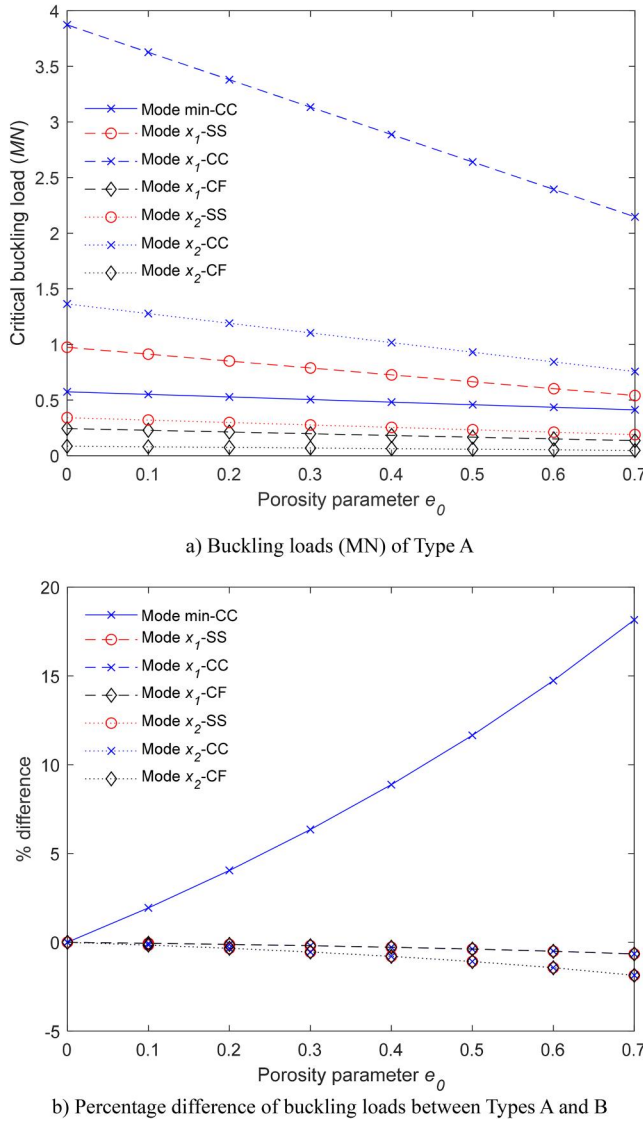 4
3.5
3
2.5
2
1.5
1
0.5
0
Critical buckling load (MN)
Mode min-CC
Mode x1-SS
Mode x1-CC
Mode x1-CF
Mode x2-SS
Mode x2-CC
Mode x2-CF
0 0.1 0.2 0.3 0.4 0.5 0.6 0.7
Porosity parameter e0
a) Buckling loads (MN) of Type A
20
15
10
5
0
-5
% difference
Mode min-CC
Mode x1-SS
Mode x1-CC
Mode x1-CF
Mode x2-SS
Mode x2-CC
Mode x2-CF
0 0.1 0.2 0.3 0.4 0.5 0.6 0.7
Porosity parameter e0
b) Percentage difference of buckling loads between Types A and B